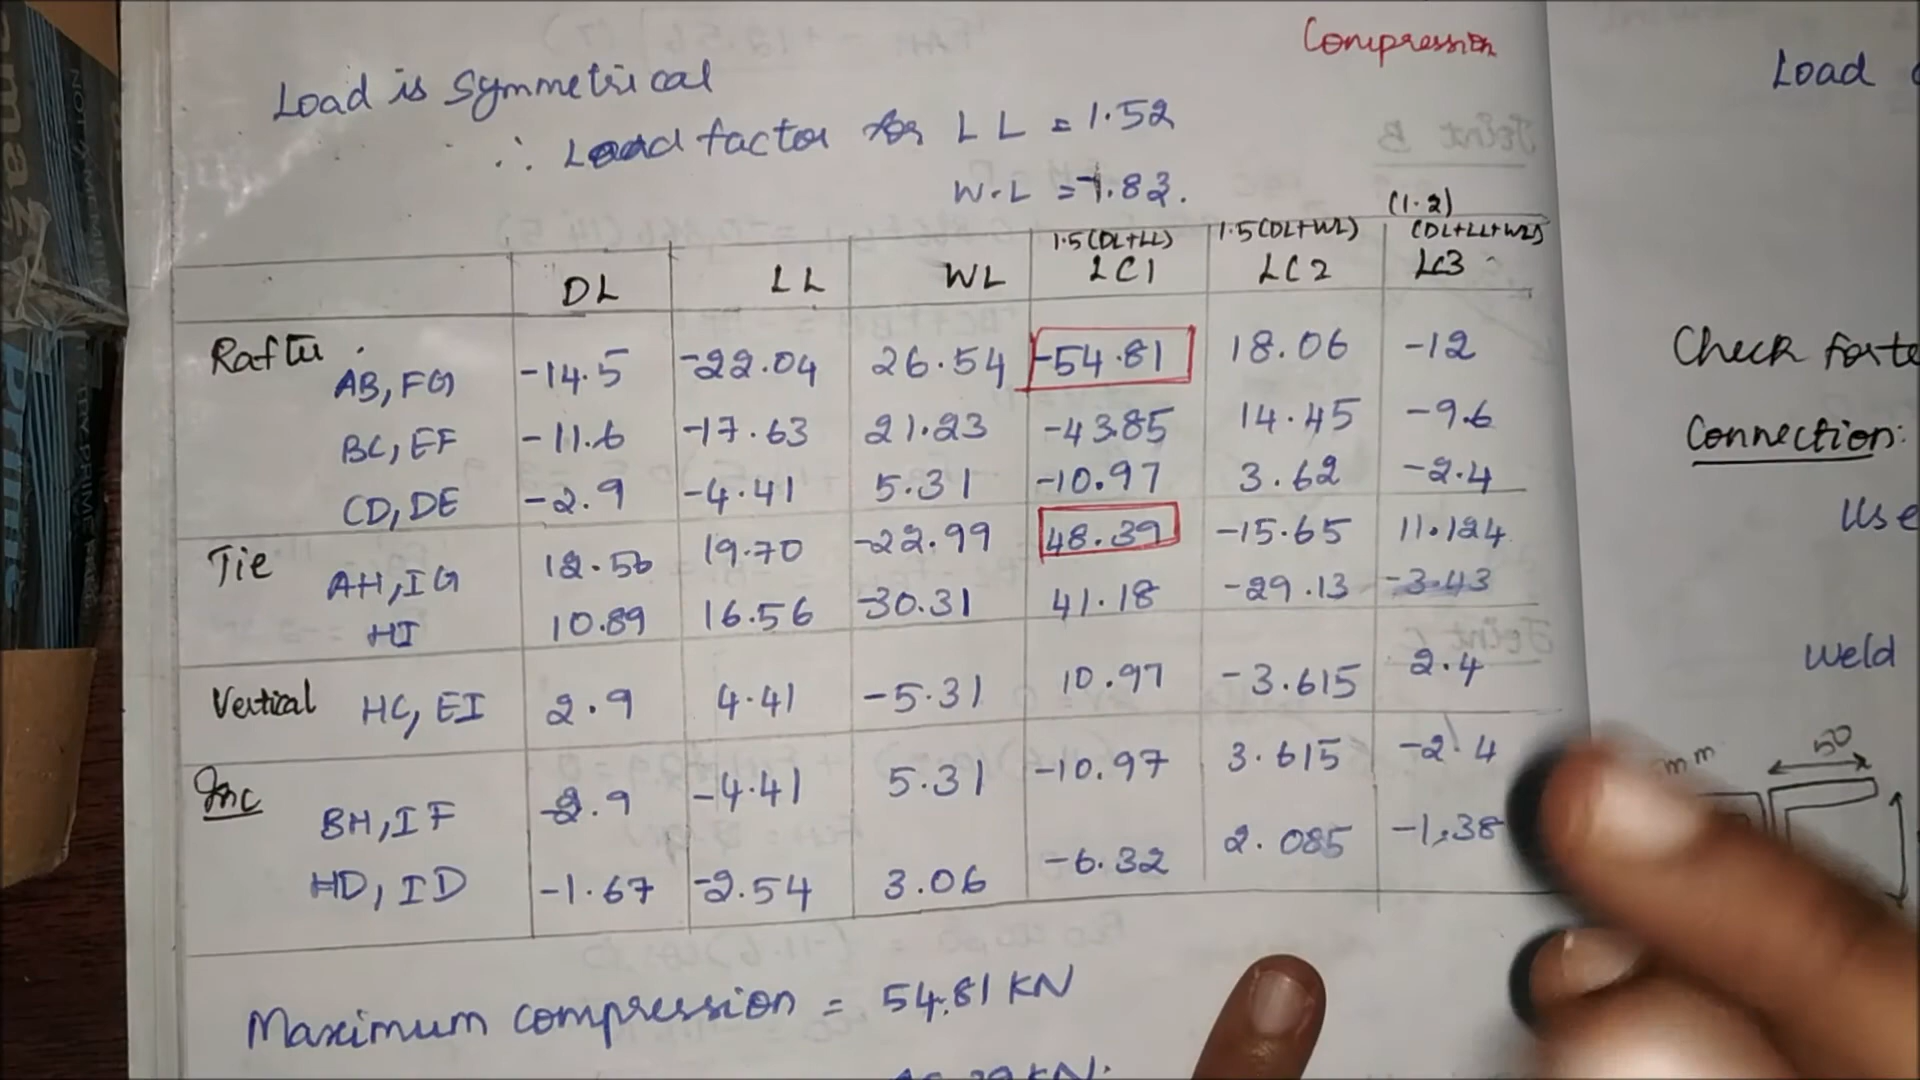 Compression
Load is Symmetrical
∴ Load factor for LL = 1.52
W.L = -1.83.
Load
DL LL WL 1.5(DL+LL) LC1 1.5(DL+WL) LC2 (1.2) (DL+LL+WL) LC3
Rafter
AB, FG -14.5 -22.04 26.54 -54.81 18.06 -12
BC, EF -11.6 -17.63 21.23 -43.85 14.45 -9.6
CD, DE -2.9 -4.41 5.31 -10.97 3.62 -2.4
Tie
AH, IG 12.56 19.70 -22.99 48.39 -15.65 11.124
HI 10.89 16.56 -30.31 41.18 -29.13 -3.43
Vertical HC, EI 2.9 4.41 -5.31 10.97 -3.615 2.4
Inc
BH, IF -2.9 -4.41 5.31 -10.97 3.615 -2.4
HD, ID -1.67 -2.54 3.06 -6.32 2.085 -1.38
Maximum compression = 54.81 KN
Check for
Connection:
Use
Weld
mm
50